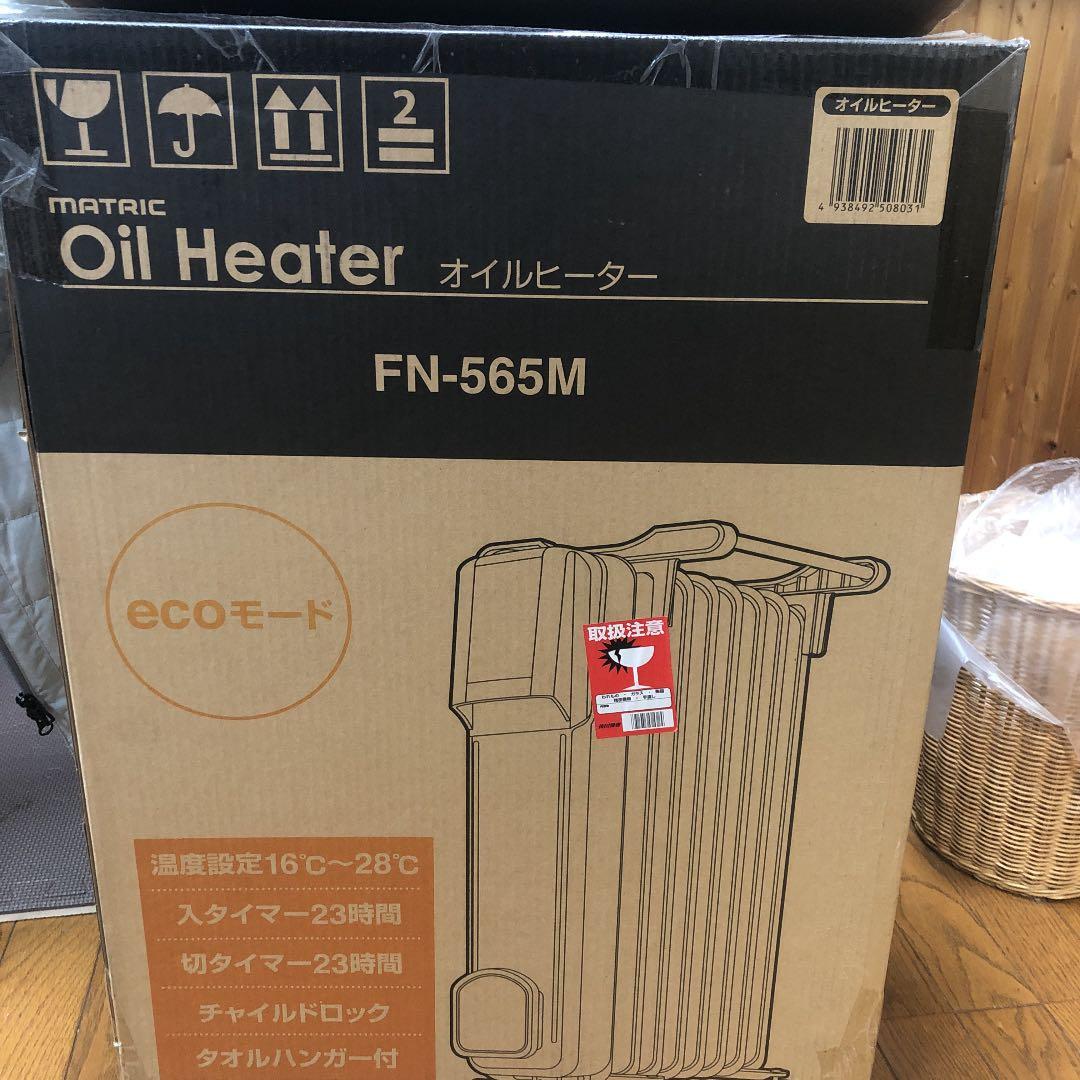 2
オイルヒーター
4 938492 508031
MATRIC
Oil Heater オイルヒーター
FN-565M
ecoモード
取扱注意
温度設定16℃～28℃
入タイマー23時間
切タイマー23時間
チャイルドロック
タオルハンガー付